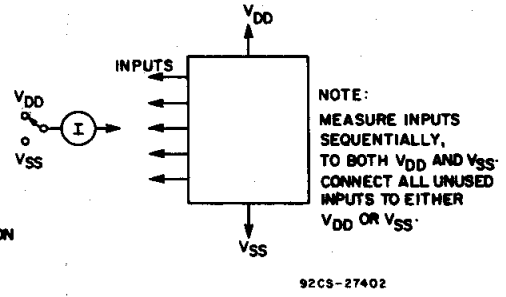 VDD
INPUTS
VDD
I
VSS
NOTE:
MEASURE INPUTS
SEQUENTIALLY,
TO BOTH VDD AND VSS.
CONNECT ALL UNUSED
INPUTS TO EITHER
VDD OR VSS.
VSS
ON
92CS-27402